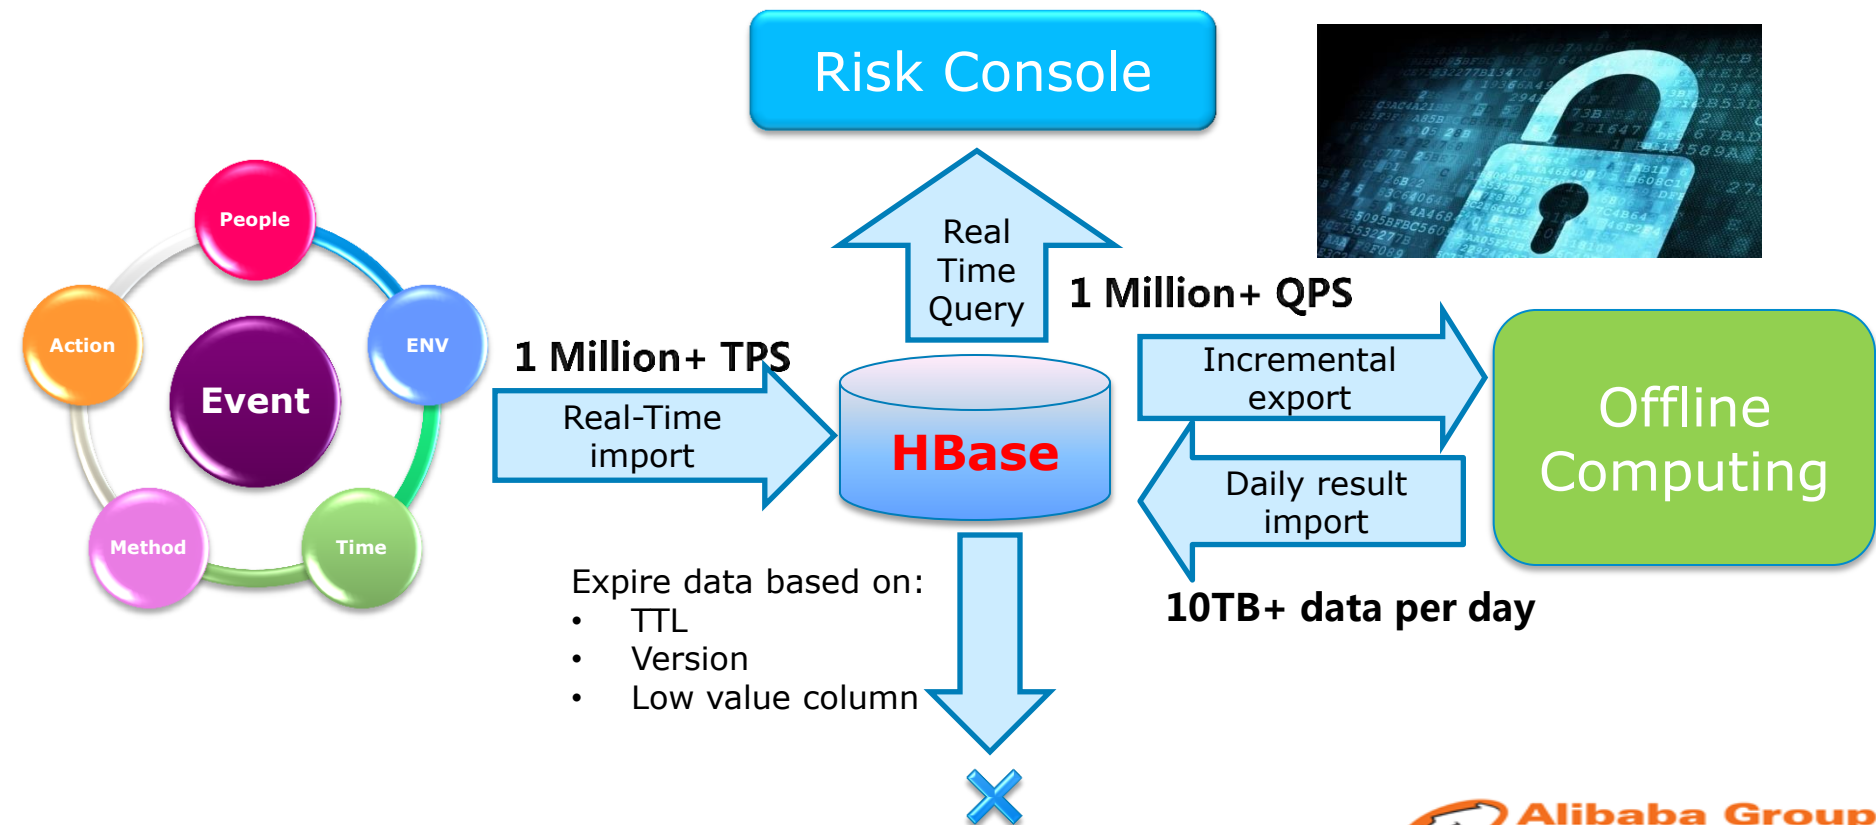 Risk Console
People
Action
ENV
Event
Method
Time
1 Million+ TPS
Real-Time
import
Real
Time
Query
1 Million+ QPS
HBase
Incremental
export
Daily result
import
10TB+ data per day
Offline
Computing
Expire data based on:
• TTL
• Version
• Low value column
Alibaba Group